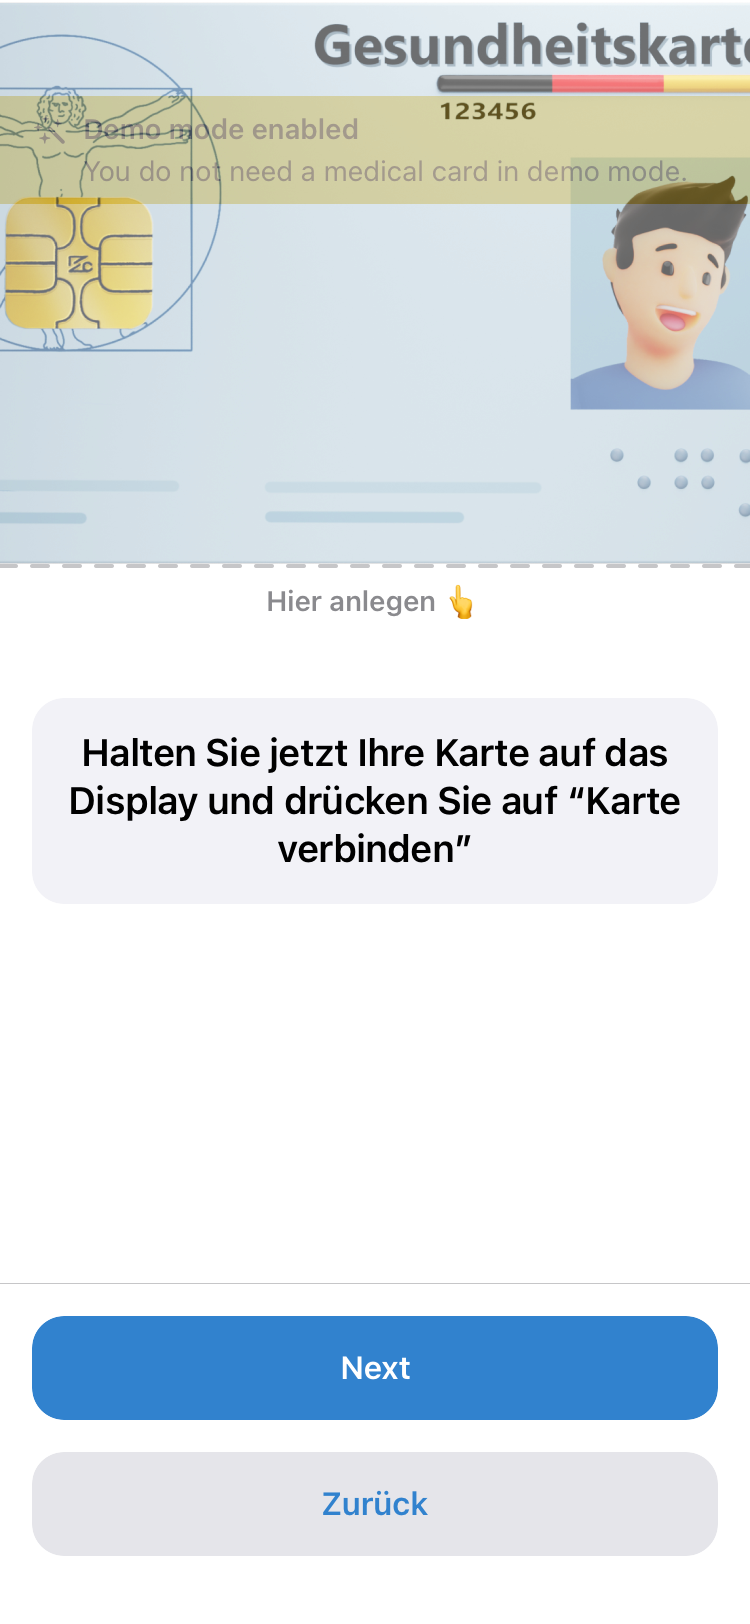 Gesundheitskarte
123456
Demo mode enabled
You do not need a medical card in demo mode.
Hier anlegen 👆
Halten Sie jetzt Ihre Karte auf das
Display und drücken Sie auf “Karte
verbinden”
Next
Zurück